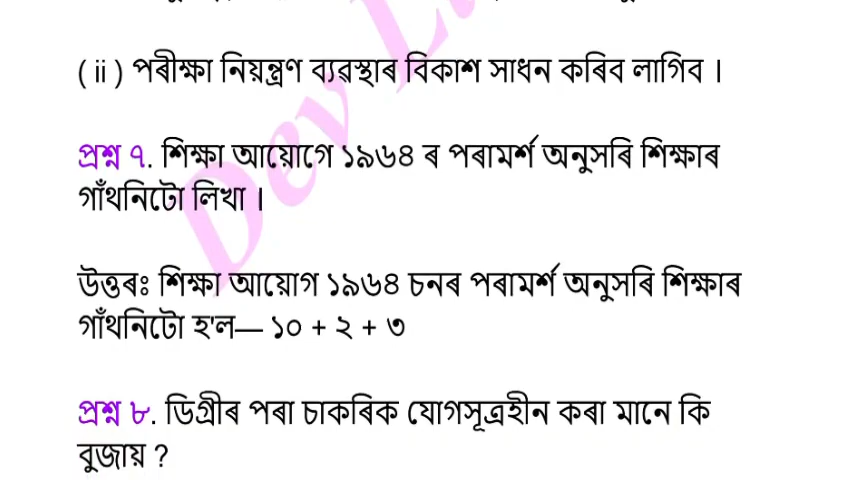 ( ii ) পৰীক্ষা নিয়ন্ত্ৰণ ব্যৱস্থাৰ বিকাশ সাধন কৰিব লাগিব ।
প্ৰশ্ন ৭. শিক্ষা আয়োগে ১৯৬৪ ৰ পৰামৰ্শ অনুসৰি শিক্ষাৰ
গাঁথনিটো লিখা ।
উত্তৰঃ শিক্ষা আয়োগ ১৯৬৪ চনৰ পৰামৰ্শ অনুসৰি শিক্ষাৰ
গাঁথনিটো হ'ল— ১০ + ২ + ৩
প্ৰশ্ন ৮. ডিগ্ৰীৰ পৰা চাকৰিক যোগসূত্ৰহীন কৰা মানে কি
বুজায় ?
Dev